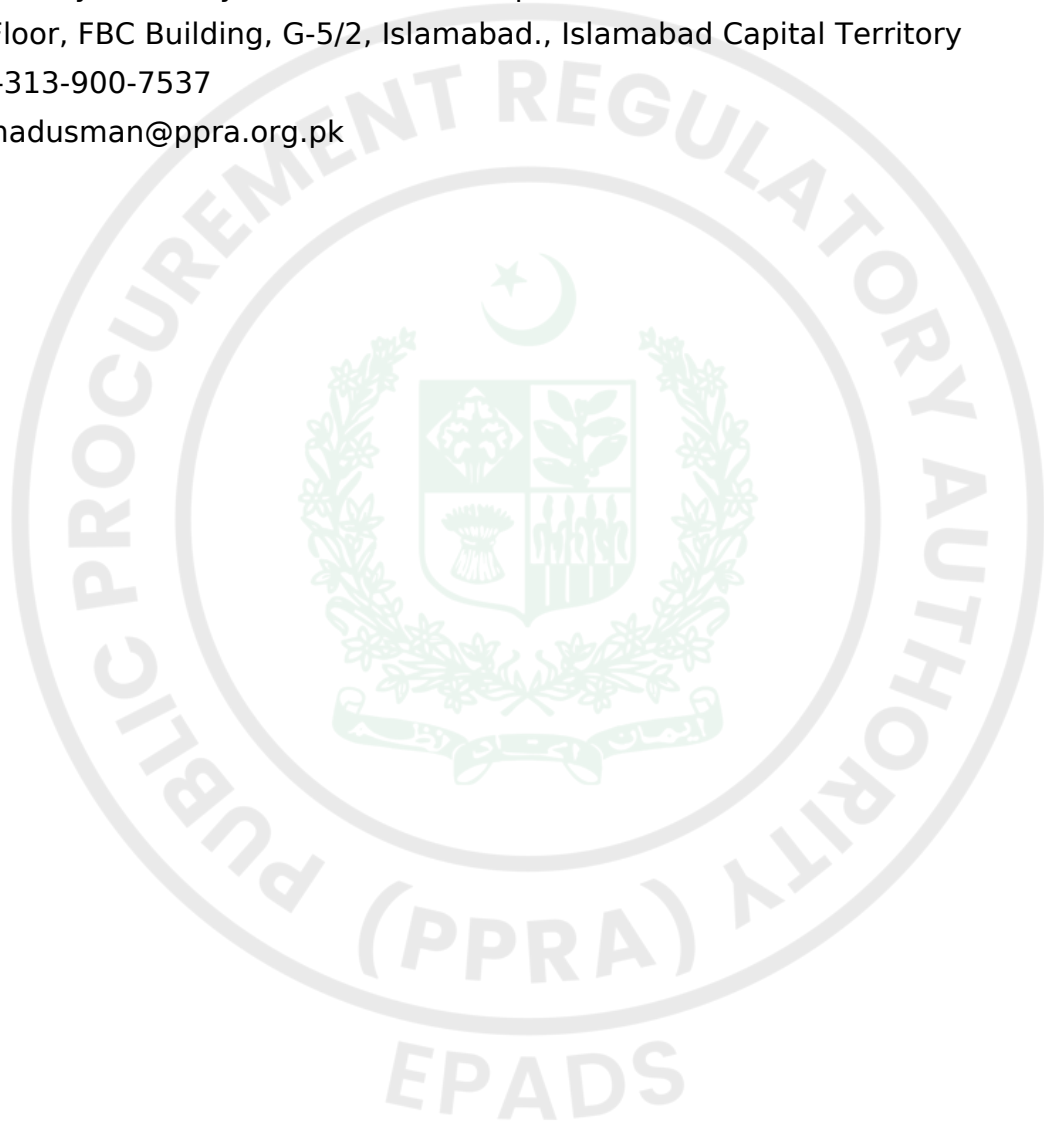 Floor, FBC Building, G-5/2, Islamabad., Islamabad Capital Territory
-313-900-7537
nadusman@ppra.org.pk
PUBLIC PROCUREMENT REGULATORY AUTHORITY
(PPRA)
EPADS